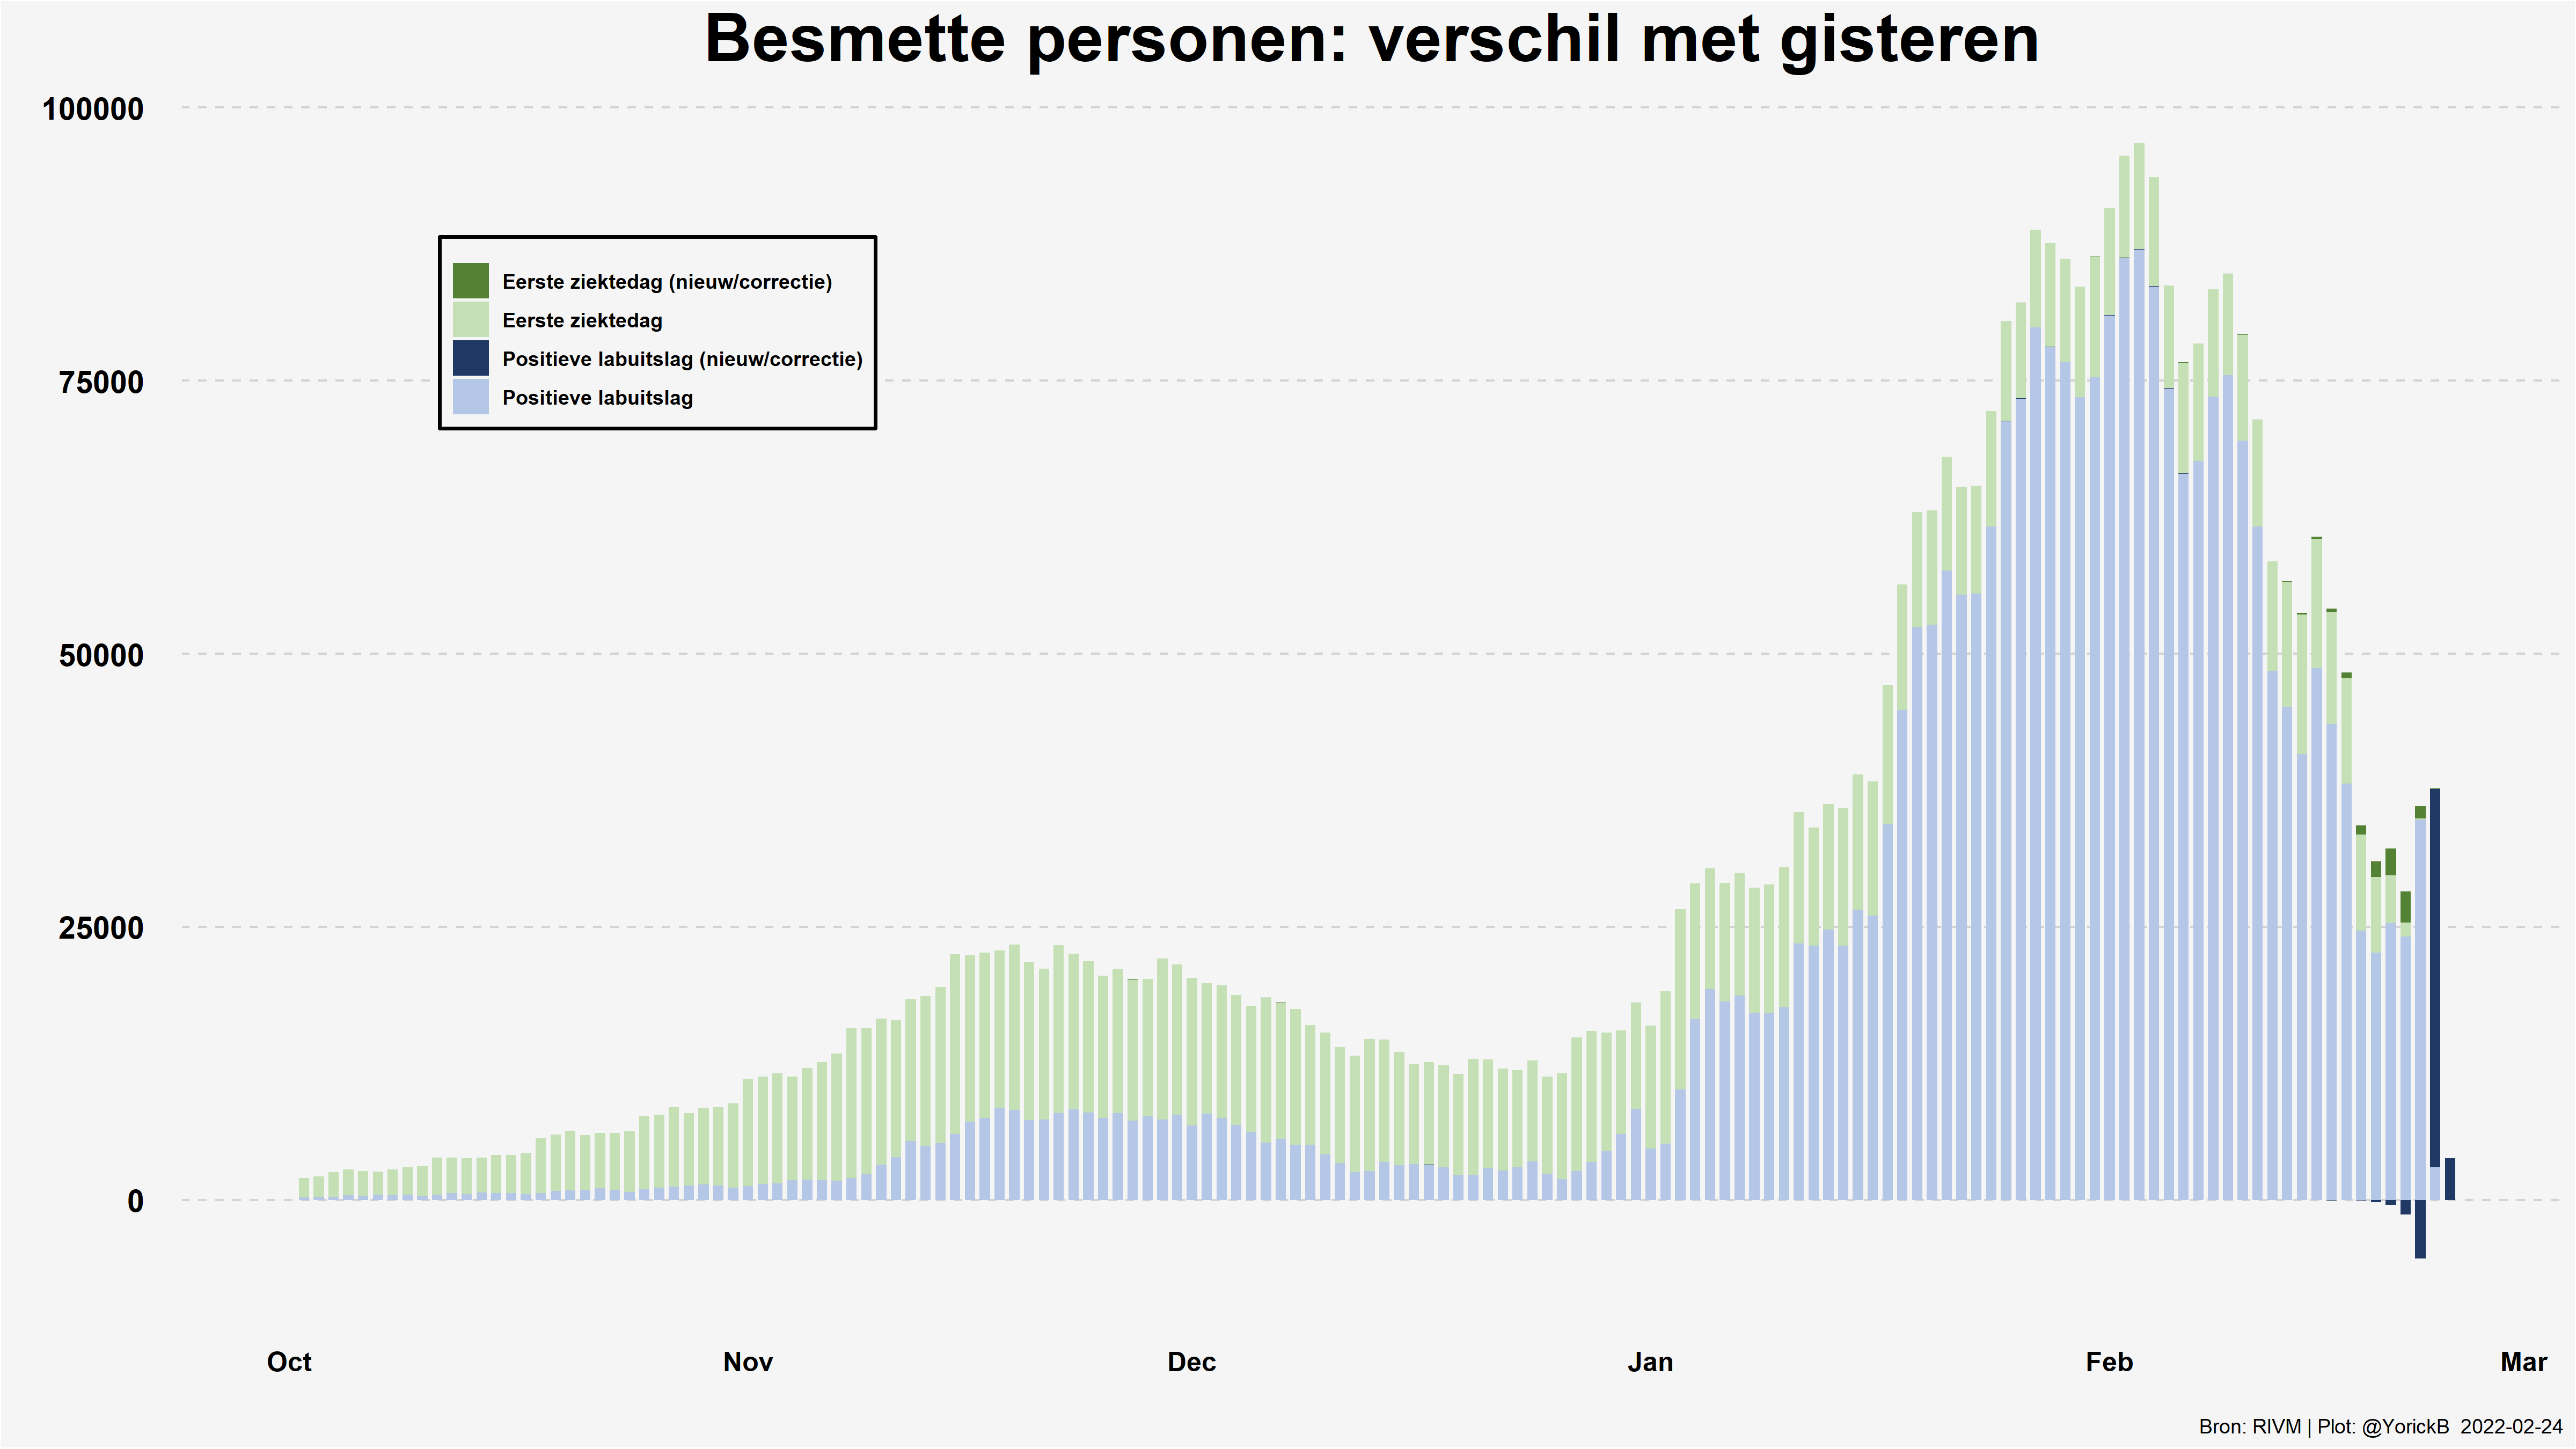 Besmette personen: verschil met gisteren
100000
75000
50000
25000
0
Eerste ziektedag (nieuw/correctie)
Eerste ziektedag
Positieve labuitslag (nieuw/correctie)
Positieve labuitslag
Oct Nov Dec Jan Feb Mar
Bron: RIVM | Plot: @YorickB 2022-02-24